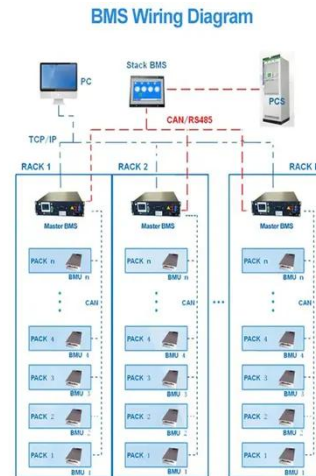 BMS Wiring Diagram
Stack BMS
PC
PCS
CAN/RS485
TCP/IP
RACK 1
RACK 2
RACK
Master BMS
Master BMS
Master BMS
PACK n
PACK n
PACK n
BMU n
BMU n
BMU n
CAN
CAN
CAN
PACK 4
PACK 4
PACK 4
BMU 4
BMU 4
BMU 4
PACK 3
PACK 3
PACK 3
BMU 3
BMU 3
BMU 3
PACK 2
PACK 2
PACK 2
BMU 2
BMU 2
BMU 2
PACK 1
PACK 1
PACK 1
BMU 1
BMU 1
BMU 1